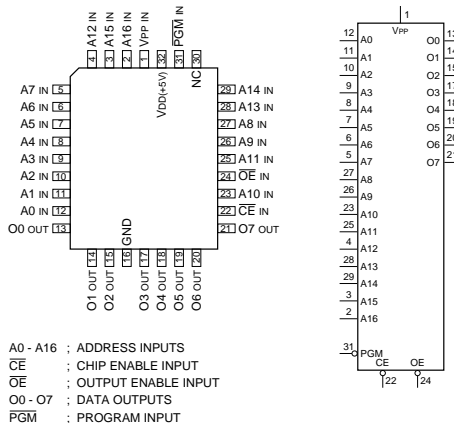 A12 IN
A15 IN
A16 IN
VPP IN
PGM IN
4
3
2
1
32
31
30
VDD(+5V)
NC
A7 IN 5
A6 IN 6
A5 IN 7
A4 IN 8
A3 IN 9
A2 IN 10
A1 IN 11
A0 IN 12
O0 OUT 13
29 A14 IN
28 A13 IN
27 A8 IN
26 A9 IN
25 A11 IN
24 OE IN
23 A10 IN
22 CE IN
21 O7 OUT
GND
14
15
16
17
18
19
20
O1 OUT
O2 OUT
O3 OUT
O4 OUT
O5 OUT
O6 OUT
1
VPP
12 A0
11 A1
10 A2
9 A3
8 A4
7 A5
6 A6
5 A7
27 A8
26 A9
23 A10
25 A11
4 A12
28 A13
29 A14
3 A15
2 A16
31 PGM
O0 13
O1 14
O2 15
O3 17
O4 18
O5 19
O6 20
O7 21
CE OE
22 24
A0 - A16 ; ADDRESS INPUTS
CE ; CHIP ENABLE INPUT
OE ; OUTPUT ENABLE INPUT
O0 - O7 ; DATA OUTPUTS
PGM ; PROGRAM INPUT